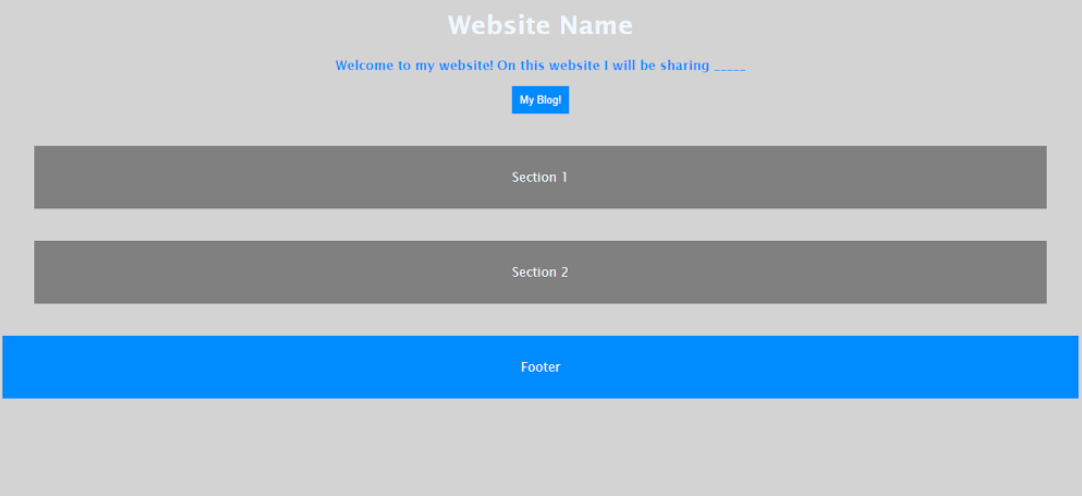 Website Name
Welcome to my website! On this website I will be sharing _____
My Blog!
Section 1
Section 2
Footer